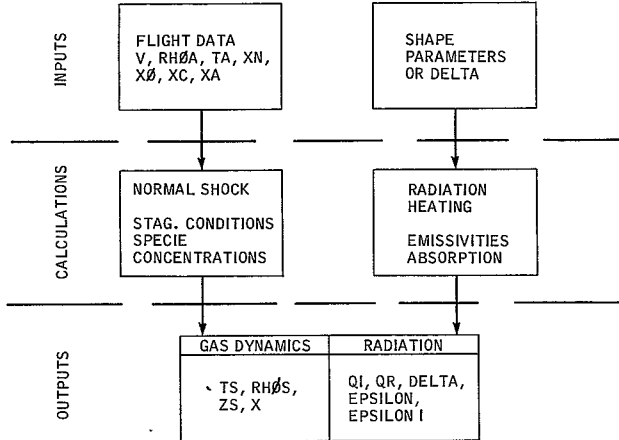 INPUTS
FLIGHT DATA
V, RHØA, TA, XN,
XØ, XC, XA
SHAPE
PARAMETERS
OR DELTA
CALCULATIONS
NORMAL SHOCK
STAG. CONDITIONS
SPECIE
CONCENTRATIONS
RADIATION
HEATING
EMISSIVITIES
ABSORPTION
OUTPUTS
GAS DYNAMICS
TS, RHØS,
ZS, X
RADIATION
QI, QR, DELTA,
EPSILON,
EPSILON I